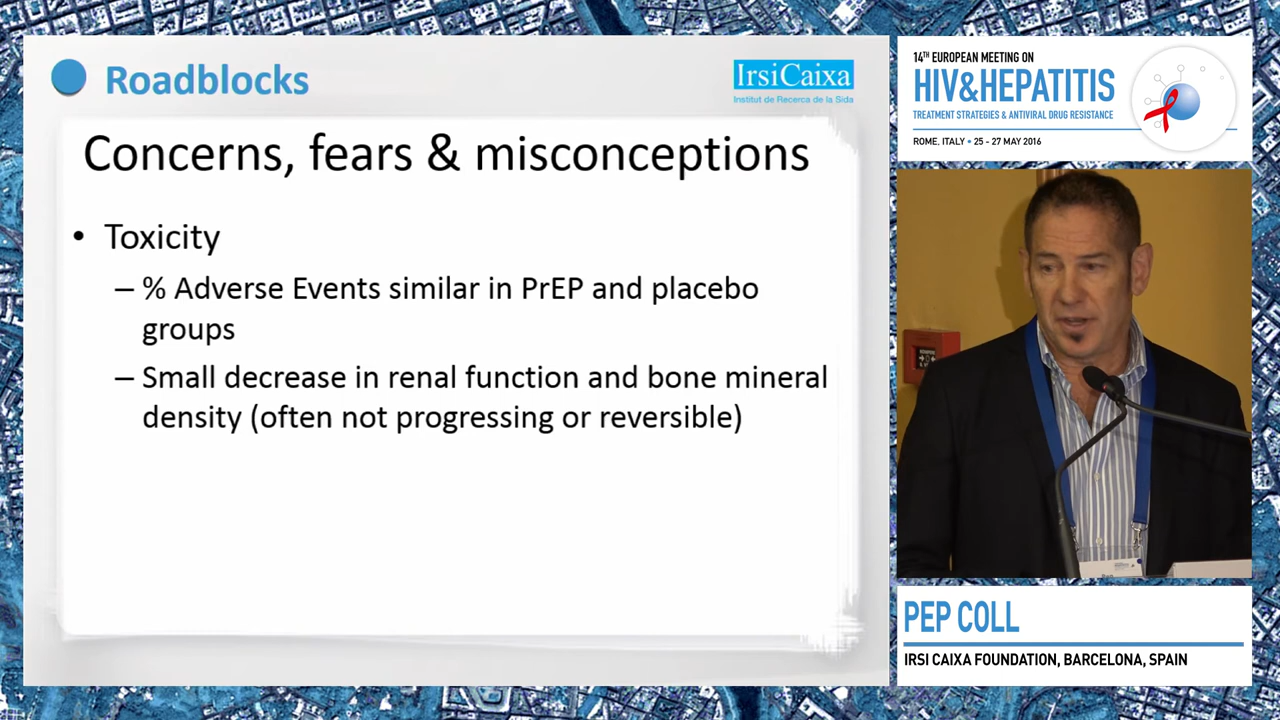 Roadblocks
IrsiCaixa
Institut de Recerca de la Sida
Concerns, fears & misconceptions
• Toxicity
– % Adverse Events similar in PrEP and placebo
groups
– Small decrease in renal function and bone mineral
density (often not progressing or reversible)
14TH EUROPEAN MEETING ON
HIV&HEPATITIS
TREATMENT STRATEGIES & ANTIVIRAL DRUG RESISTANCE
ROME, ITALY • 25 - 27 MAY 2016
PEP COLL
IRSI CAIXA FOUNDATION, BARCELONA, SPAIN